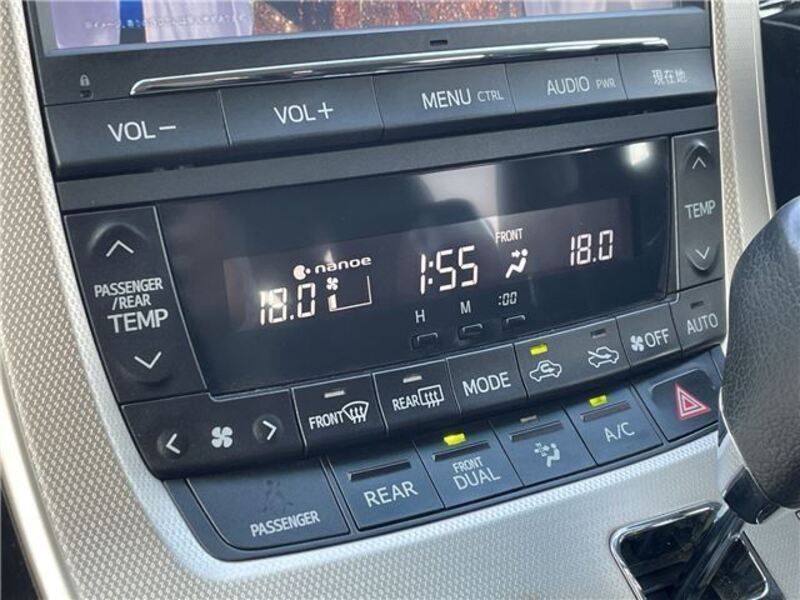 VOL−
VOL+
MENU CTRL
AUDIO PWR
現在地
PASSENGER
/REAR
TEMP
nanoe
18.0
1:55
FRONT
18.0
H
M
:00
TEMP
FRONT
REAR
MODE
OFF
AUTO
PASSENGER
REAR
FRONT
DUAL
A/C